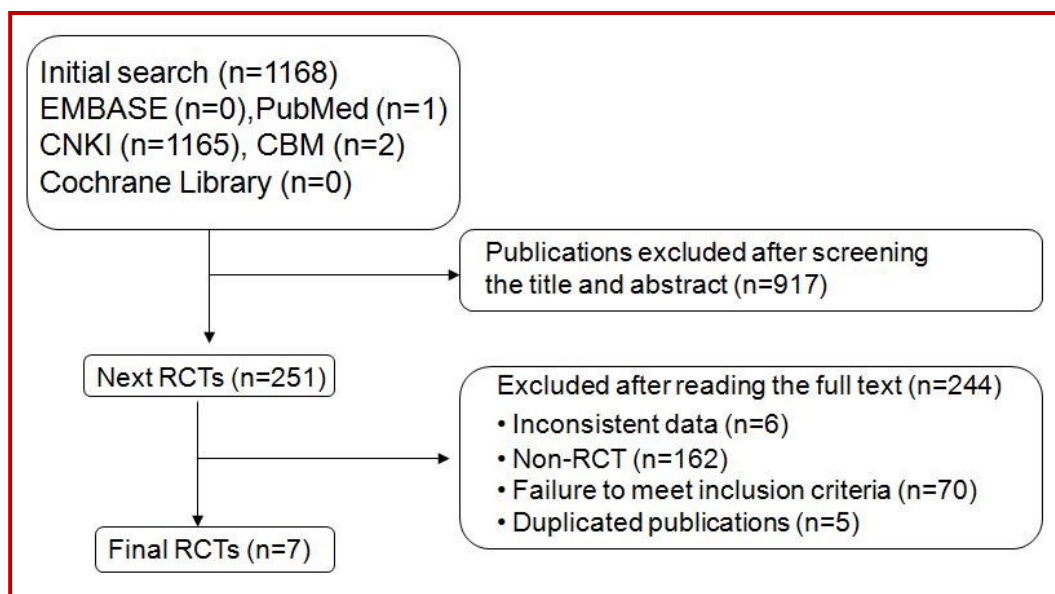 Initial search (n=1168)
EMBASE (n=0),PubMed (n=1)
CNKI (n=1165), CBM (n=2)
Cochrane Library (n=0)
Publications excluded after screening
the title and abstract (n=917)
Next RCTs (n=251)
Excluded after reading the full text (n=244)
• Inconsistent data (n=6)
• Non-RCT (n=162)
• Failure to meet inclusion criteria (n=70)
• Duplicated publications (n=5)
Final RCTs (n=7)